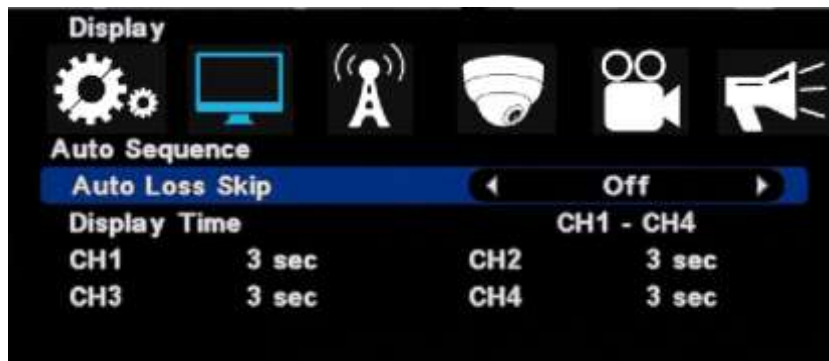 Display
Auto Sequence
Auto Loss Skip Off
Display Time CH1 - CH4
CH1 3 sec CH2 3 sec
CH3 3 sec CH4 3 sec